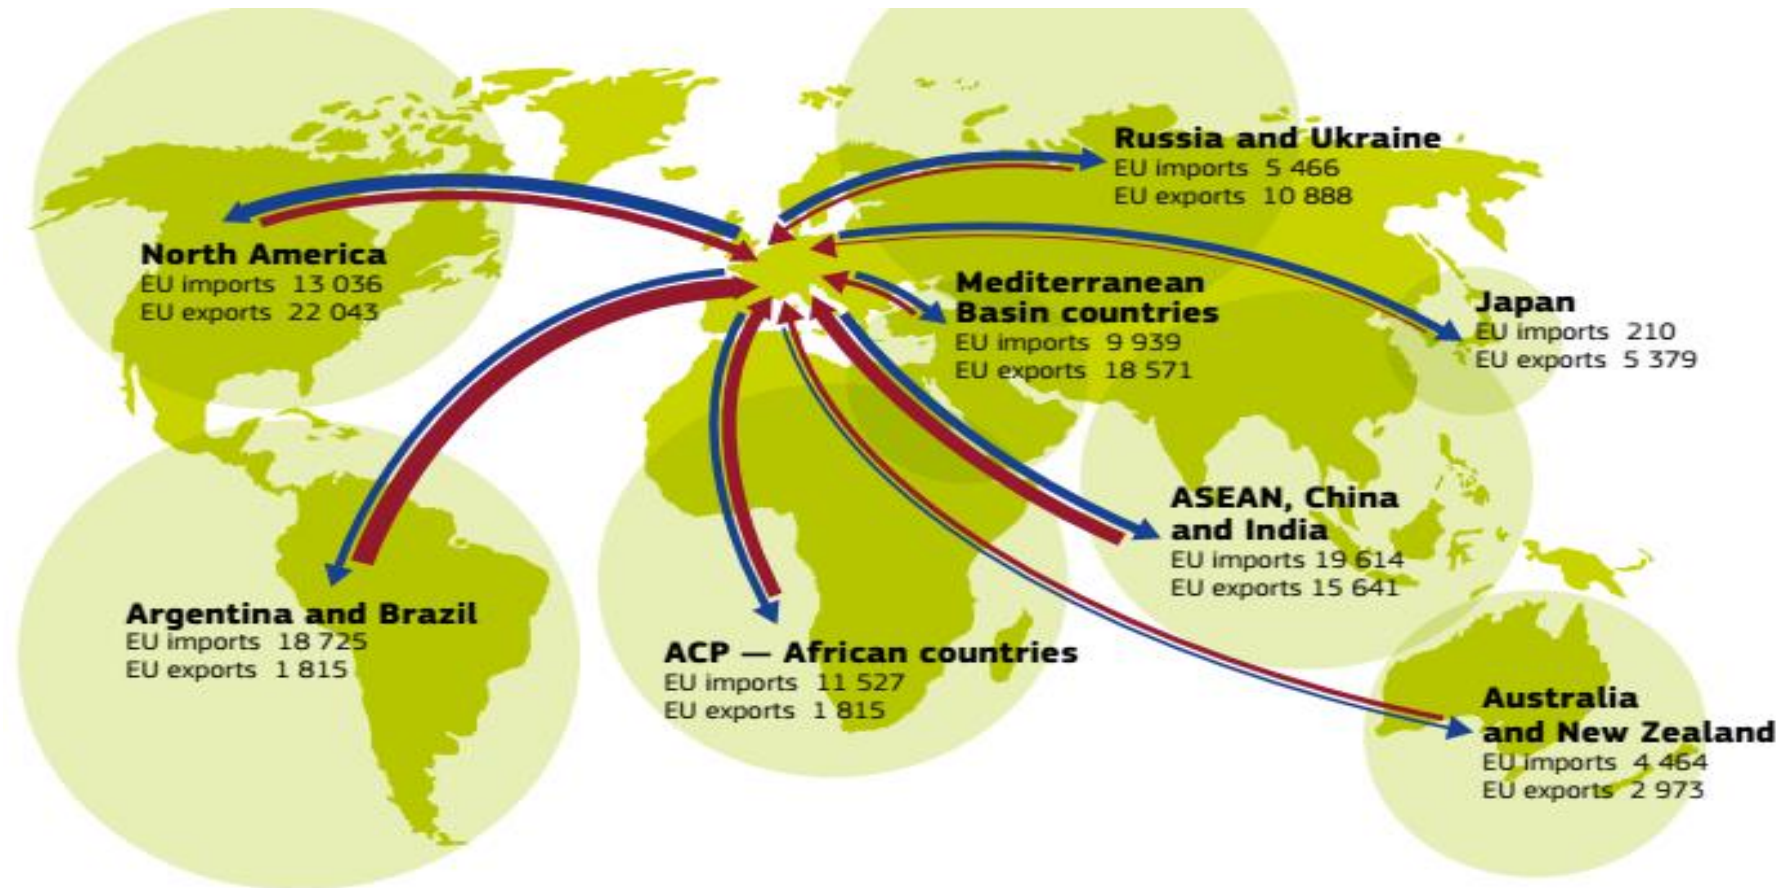 Russia and Ukraine
EU imports 5 466
EU exports 10 888
North America
EU imports 13 036
EU exports 22 043
Mediterranean
Basin countries
EU imports 9 939
EU exports 18 571
Japan
EU imports 210
EU exports 5 379
ASEAN, China
and India
EU imports 19 614
EU exports 15 641
Argentina and Brazil
EU imports 18 725
EU exports 1 815
ACP — African countries
EU imports 11 527
EU exports 1 815
Australia
and New Zealand
EU imports 4 464
EU exports 2 973